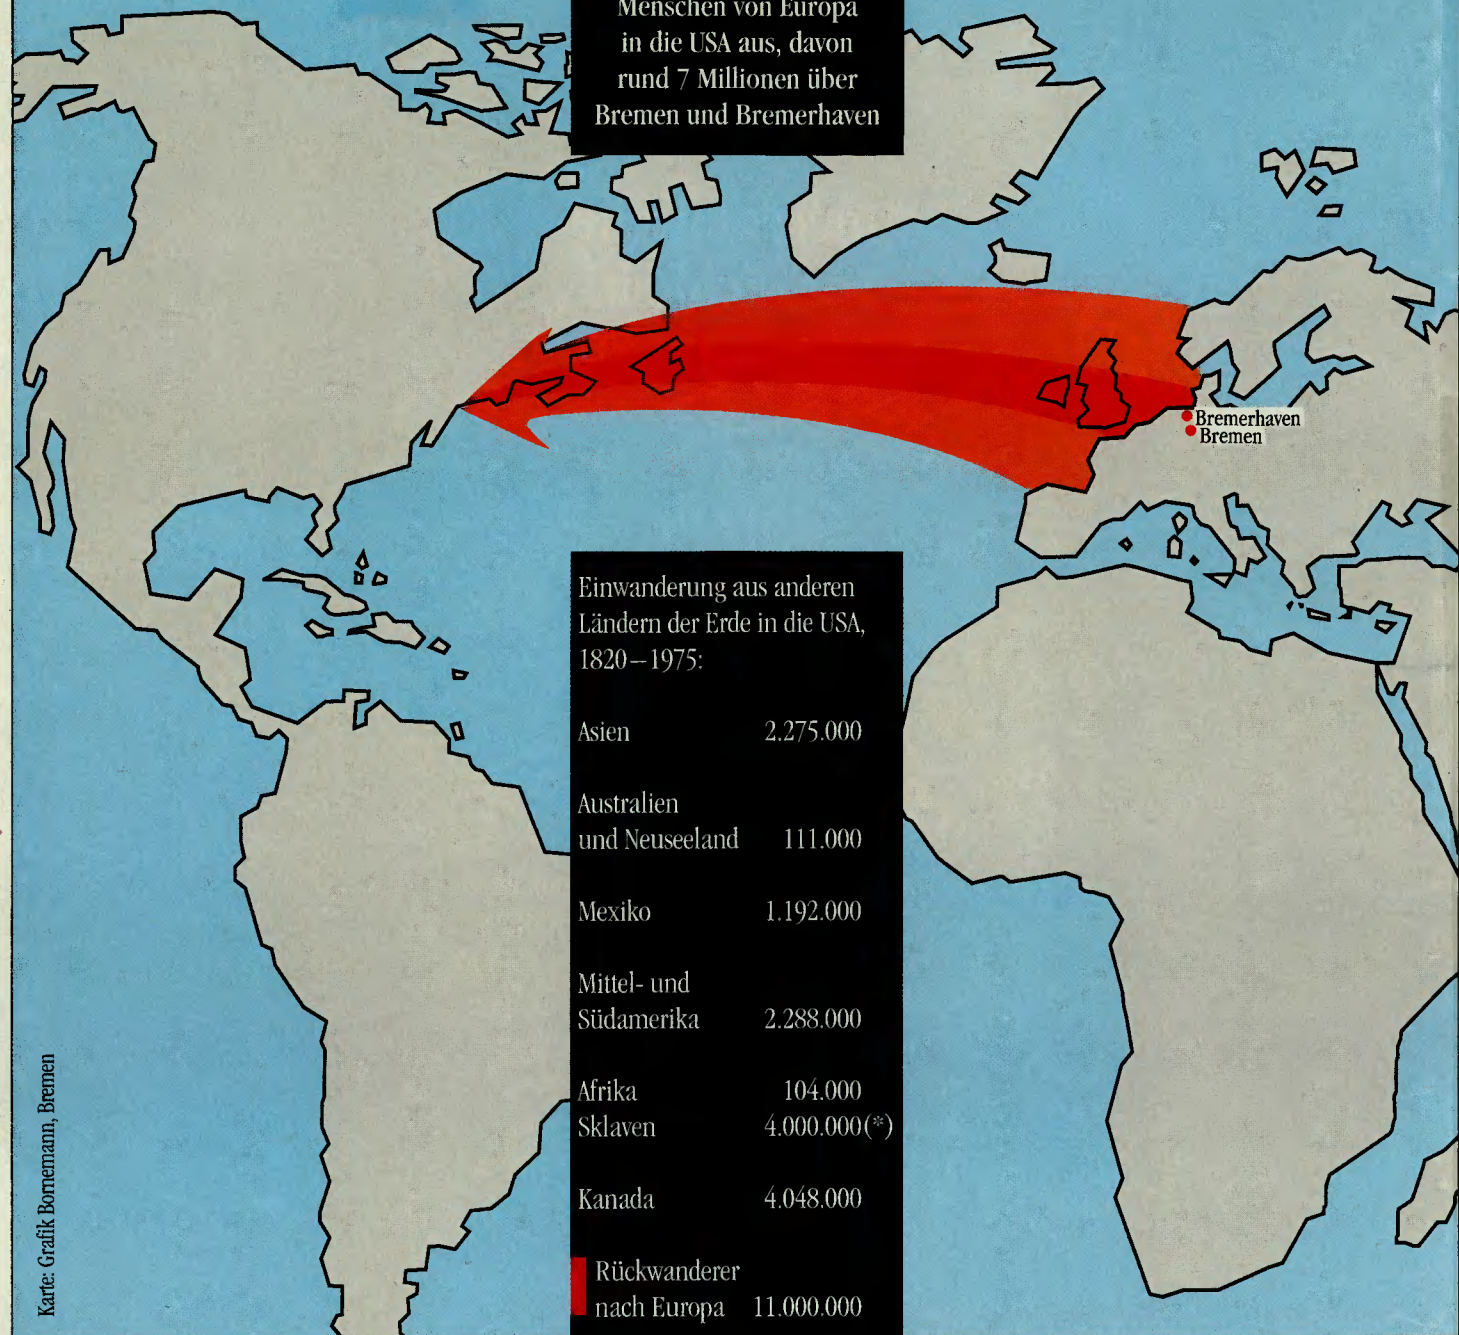 Menschen von Europa
in die USA aus, davon
rund 7 Millionen über
Bremen und Bremerhaven
Bremerhaven
Bremen
Einwanderung aus anderen
Ländern der Erde in die USA,
1820–1975:
Asien 2.275.000
Australien
und Neuseeland 111.000
Mexiko 1.192.000
Mittel- und
Südamerika 2.288.000
Afrika 104.000
Sklaven 4.000.000(*)
Kanada 4.048.000
Rückwanderer
nach Europa 11.000.000
Karte: Grafik Bornemann, Bremen